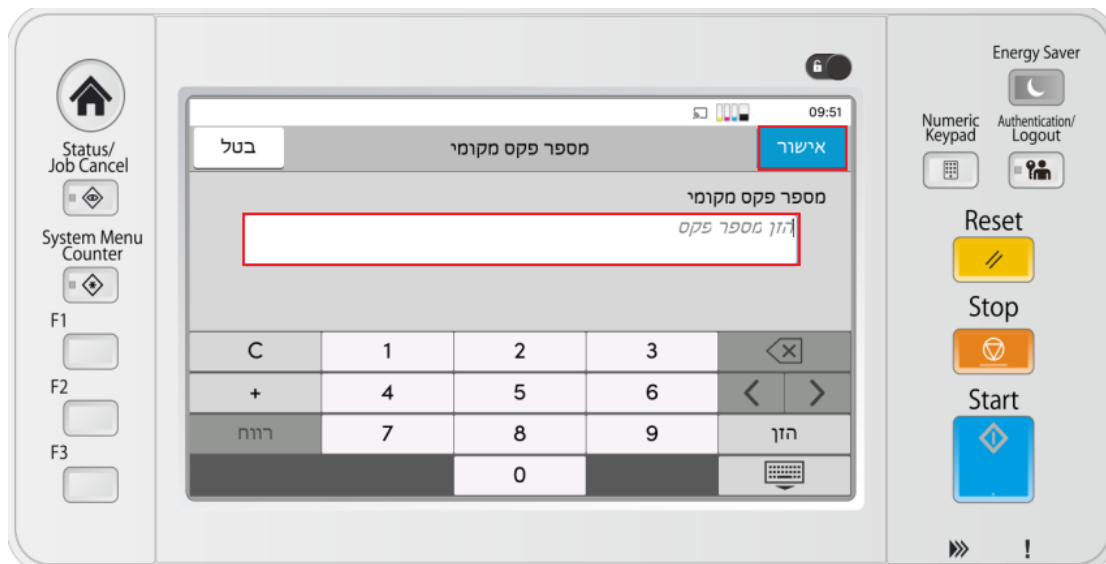 Status/
Job Cancel
System Menu
Counter
F1
F2
F3
09:51
בטל
מספר פקס מקומי
אישור
מספר פקס מקומי
הזן מספר פקס
C 1 2 3
+ 4 5 6
רווח 7 8 9 הזן
0
Energy Saver
Numeric
Keypad
Authentication/
Logout
Reset
Stop
Start
!